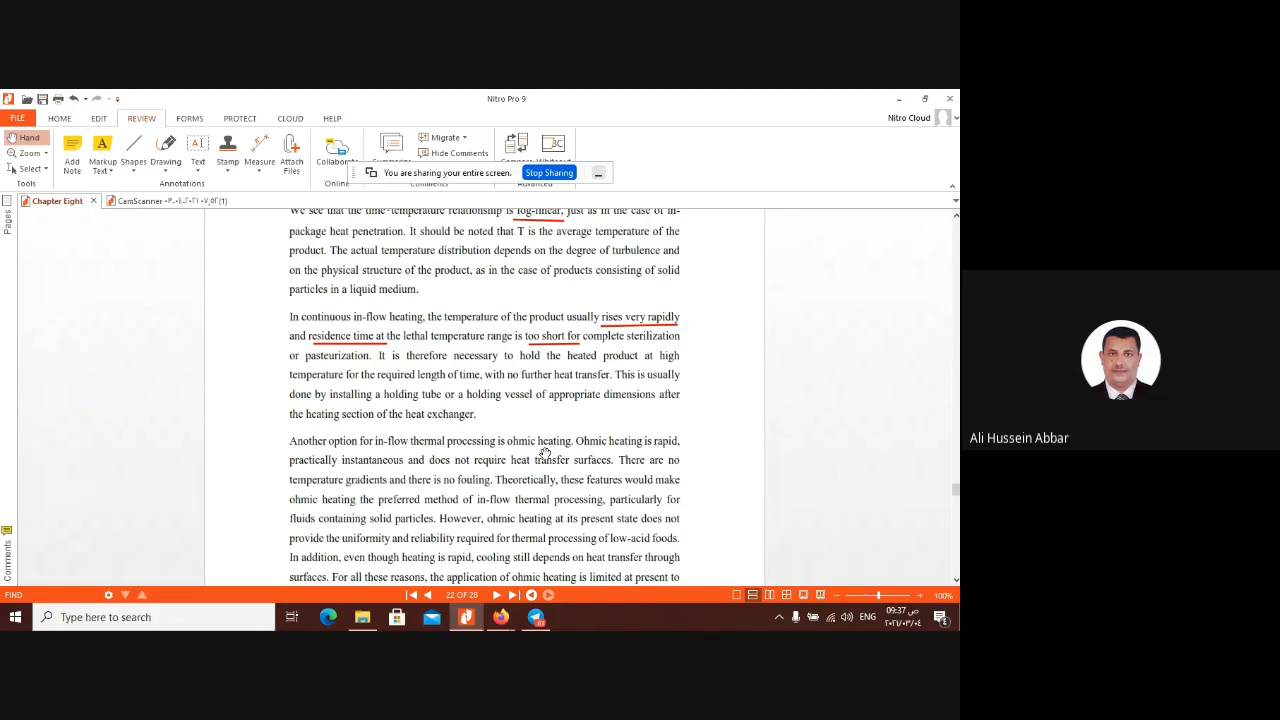 Nitro Pro 9
FILE
HOME
EDIT
REVIEW
FORMS
PROTECT
CLOUD
HELP
Nitro Cloud
Hand
Zoom
Select
Tools
Add Note
Markup Text
Shapes
Drawing
Text
Stamp
Measure
Attach Files
Annotations
Collaborate
Online
Migrate
Hide Comments
You are sharing your entire screen.
Stop Sharing
Advanced
Chapter Eight
Pages
We see that the time-temperature relationship is log-linear, just as in the case of in-
package heat penetration. It should be noted that T is the average temperature of the
product. The actual temperature distribution depends on the degree of turbulence and
on the physical structure of the product, as in the case of products consisting of solid
particles in a liquid medium.
In continuous in-flow heating, the temperature of the product usually rises very rapidly
and residence time at the lethal temperature range is too short for complete sterilization
or pasteurization. It is therefore necessary to hold the heated product at high
temperature for the required length of time, with no further heat transfer. This is usually
done by installing a holding tube or a holding vessel of appropriate dimensions after
the heating section of the heat exchanger.
Another option for in-flow thermal processing is ohmic heating. Ohmic heating is rapid,
practically instantaneous and does not require heat transfer surfaces. There are no
temperature gradients and there is no fouling. Theoretically, these features would make
ohmic heating the preferred method of in-flow thermal processing, particularly for
fluids containing solid particles. However, ohmic heating at its present state does not
provide the uniformity and reliability required for thermal processing of low-acid foods.
In addition, even though heating is rapid, cooling still depends on heat transfer through
surfaces. For all these reasons, the application of ohmic heating is limited at present to
Comments
Ali Hussein Abbar
FIND
22 OF 28
100%
Type here to search
ENG
ص 09:37
٢٠٢١/٠٣/٠٤